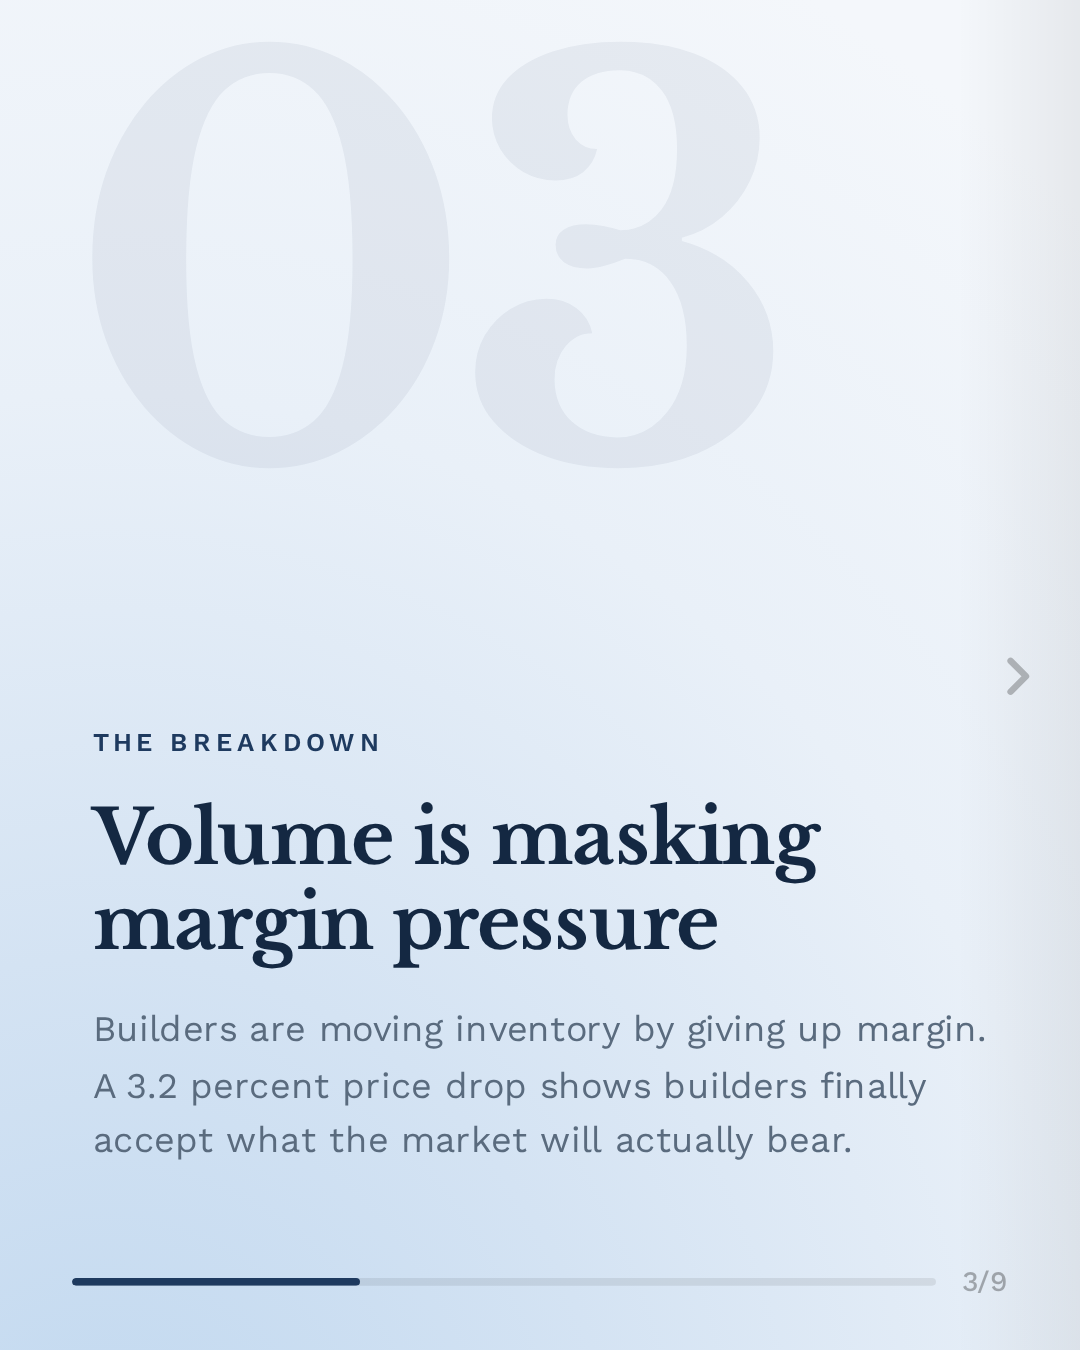 03
THE BREAKDOWN
Volume is masking
margin pressure
Builders are moving inventory by giving up margin.
A 3.2 percent price drop shows builders finally
accept what the market will actually bear.
3/9